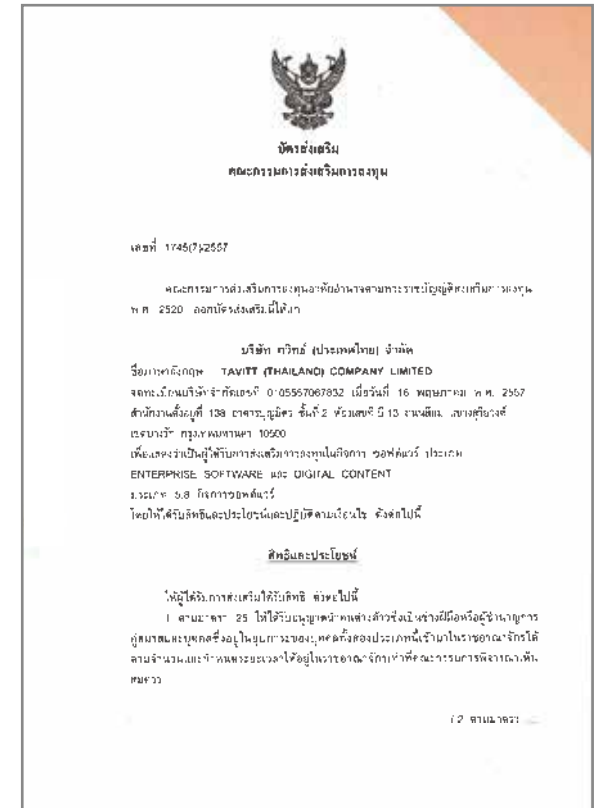 บัตรส่งเสริม
คณะกรรมการส่งเสริมการลงทุน
เลขที่ 1745(7)/2557
คณะกรรมการส่งเสริมการลงทุนอาศัยอำนาจตามพระราชบัญญัติส่งเสริมการลงทุน
พ.ศ. 2520 ออกบัตรส่งเสริมนี้ให้แก่
บริษัท ทวิทย์ (ประเทศไทย) จำกัด
ชื่อภาษาอังกฤษ TAVITT (THAILAND) COMPANY LIMITED
จดทะเบียนบริษัทจำกัดเลขที่ 0105557067832 เมื่อวันที่ 16 พฤษภาคม พ.ศ. 2557
สำนักงานตั้งอยู่ที่ 138 อาคารบุญมิตร ชั้นที่ 2 ห้องเลขที่ บี 13 ถนนสีลม แขวงสุริยวงศ์
เขตบางรัก กรุงเทพมหานคร 10500
เพื่อแสดงว่าเป็นผู้ได้รับการส่งเสริมการลงทุนในกิจการ ซอฟต์แวร์ ประเภท
ENTERPRISE SOFTWARE และ DIGITAL CONTENT
ประเภท 5.8 กิจการซอฟต์แวร์
โดยให้ได้รับสิทธิและประโยชน์และปฏิบัติตามเงื่อนไข ดังต่อไปนี้
สิทธิและประโยชน์
ให้ผู้ได้รับการส่งเสริมได้รับสิทธิ ดังต่อไปนี้
1 ตามมาตรา 25 ให้ได้รับอนุญาตนำคนต่างด้าวซึ่งเป็นช่างฝีมือหรือผู้ชำนาญการ
คู่สมรสและบุคคลซึ่งอยู่ในอุปการะของบุคคลทั้งสองประเภทนี้เข้ามาในราชอาณาจักรได้
ตามจำนวนและกำหนดระยะเวลาให้อยู่ในราชอาณาจักรเท่าที่คณะกรรมการพิจารณาเห็น
สมควร
/2 ตามมาตรา